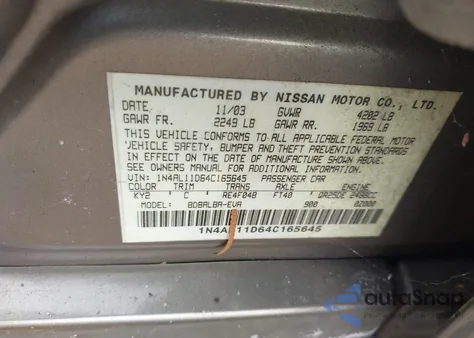 MANUFACTURED BY NISSAN MOTOR CO., LTD.
DATE 11/03 GVWR 4202 LB
GAWR FR. 2249 LB GAWR RR. 1969 LB
THIS VEHICLE CONFORMS TO ALL APPLICABLE FEDERAL MOTOR
VEHICLE SAFETY, BUMPER AND THEFT PREVENTION STANDARDS
IN EFFECT ON THE DATE OF MANUFACTURE SHOWN ABOVE.
SEE OWNERS MANUAL FOR ADDITIONAL INFORMATION.
VIN: 1N4AL11D64C165645 PASSENGER CAR
COLOR TRIM TRANS AXLE ENGINE
KY2 C RE4F04B FT40 QR25DE 2488CC
MODEL: BDBALBA-EVA 900 02000
1N4AL11D64C165645
autoSnap